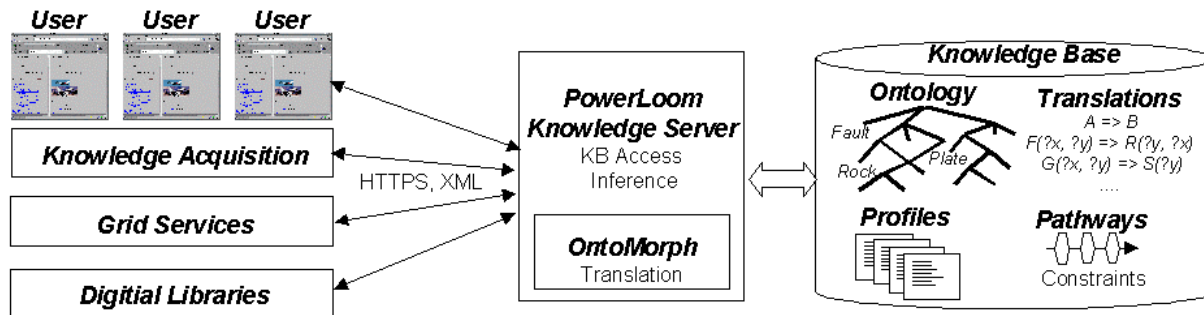 User User User
Knowledge Acquisition
Grid Services
Digitial Libraries
HTTPS, XML
PowerLoom
Knowledge Server
KB Access
Inference
OntoMorph
Translation
Knowledge Base
Ontology
Fault
Rock
Plate
Translations
A => B
F(?x, ?y) => R(?y, ?x)
G(?x, ?y) => S(?y)
....
Profiles
Pathways
Constraints